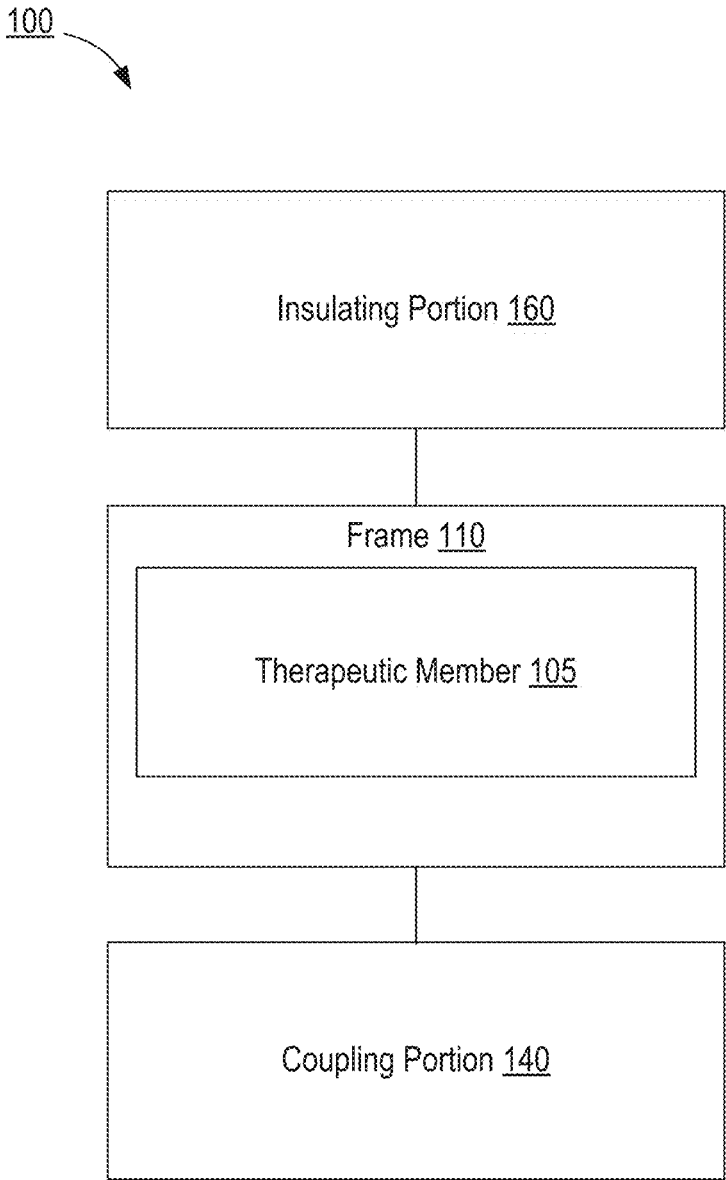 100
Insulating Portion 160
Frame 110
Therapeutic Member 105
Coupling Portion 140